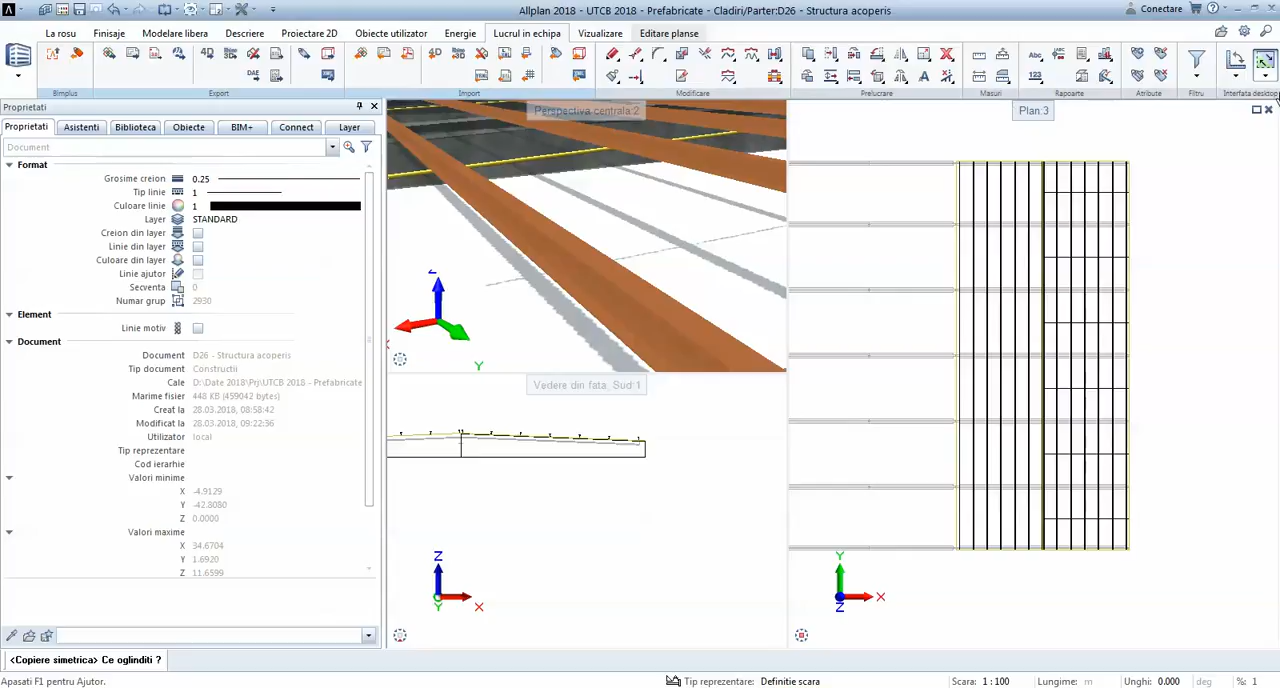 Allplan 2018 - UTCB 2018 - Prefabricate - Cladiri/Parter:D26 - Structura acoperis
Conectare
La rosu
Finisaje
Modelare libera
Descriere
Proiectare 2D
Obiecte utilizator
Energie
Lucrul in echipa
Vizualizare
Editare planse
Bimplus
Export
Import
Modificare
Prelucrare
Masuri
Rapoarte
Atribute
Filtru
Interfata desktop
Proprietati
Proprietati
Asistenti
Biblioteca
Obiecte
BIM+
Connect
Layer
Document
Format
Grosime creion 0.25
Tip linie 1
Culoare linie 1
Layer STANDARD
Creion din layer
Linie din layer
Culoare din layer
Linie ajutor
Secventa 0
Numar grup 2930
Element
Linie motiv
Document
Document D26 - Structura acoperis
Tip document Constructii
Cale D:\Date 2018\Prj\UTCB 2018 - Prefabricate
Marime fisier 448 KB (459042 bytes)
Creat la 28.03.2018, 08:58:42
Modificat la 28.03.2018, 09:22:36
Utilizator local
Tip reprezentare
Cod ierarhie
Valori minime
X -4.9129
Y -42.8080
Z 0.0000
Valori maxime
X 34.6704
Y 1.6920
Z 11.6599
Perspectiva centrala:2
Z
Y
Vedere din fata, Sud:1
Z
Y
X
Plan:3
Y
Z
X
<Copiere simetrica> Ce oglinditi ?
Apasati F1 pentru Ajutor.
Tip reprezentare: Definitie scara
Scara: 1 : 100
Lungime: m
Unghi: 0.000 deg
%: 1